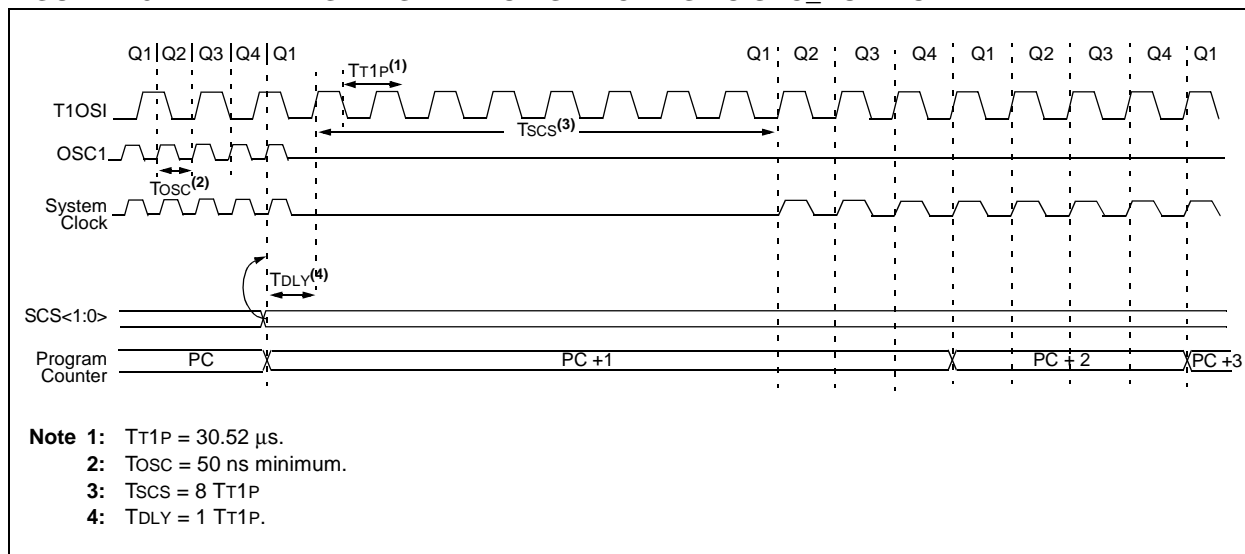 Q1 Q2 Q3 Q4 Q1 Q1 Q2 Q3 Q4 Q1 Q2 Q3 Q4 Q1
TT1P(1)
T1OSI
TSCS(3)
OSC1
TOSC(2)
System
Clock
TDLY(4)
SCS<1:0>
Program
Counter
PC PC +1 PC + 2 PC +3
Note 1: TT1P = 30.52 μs.
2: TOSC = 50 ns minimum.
3: TSCS = 8 TT1P
4: TDLY = 1 TT1P.